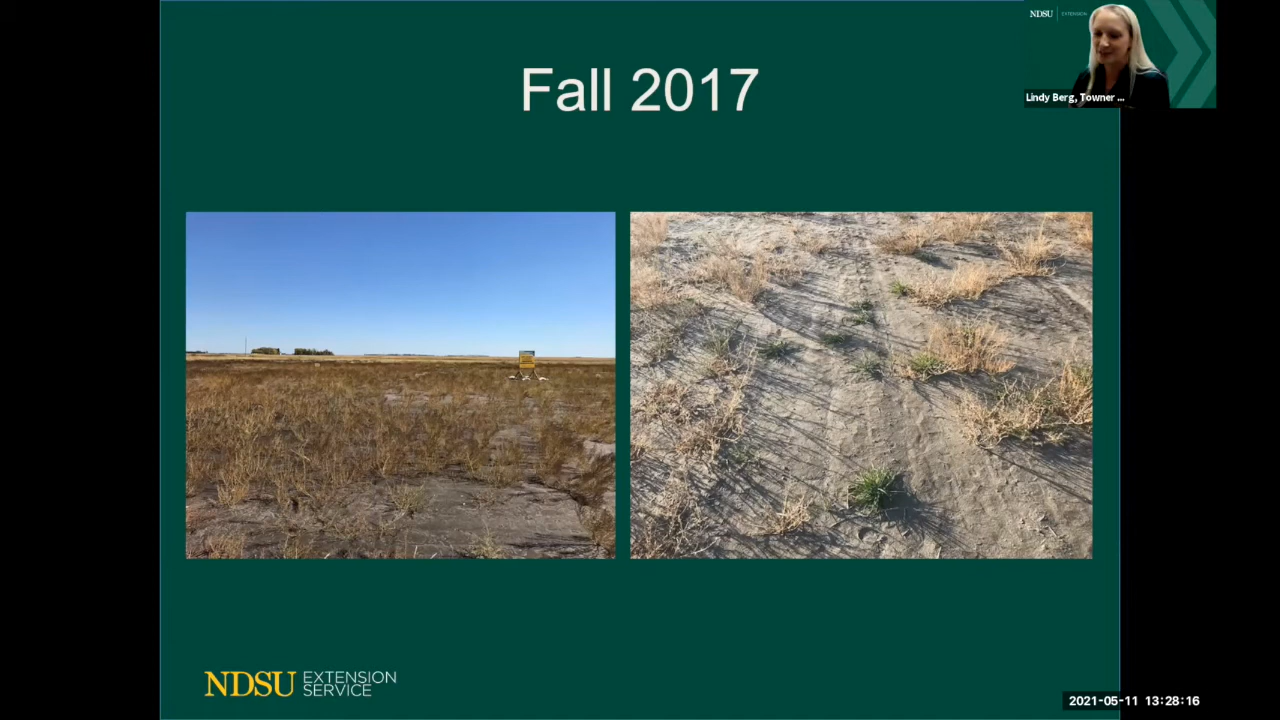 NDSU EXTENSION
Fall 2017
Lindy Berg, Towner ...
NDSU EXTENSION
SERVICE
2021-05-11 13:28:16